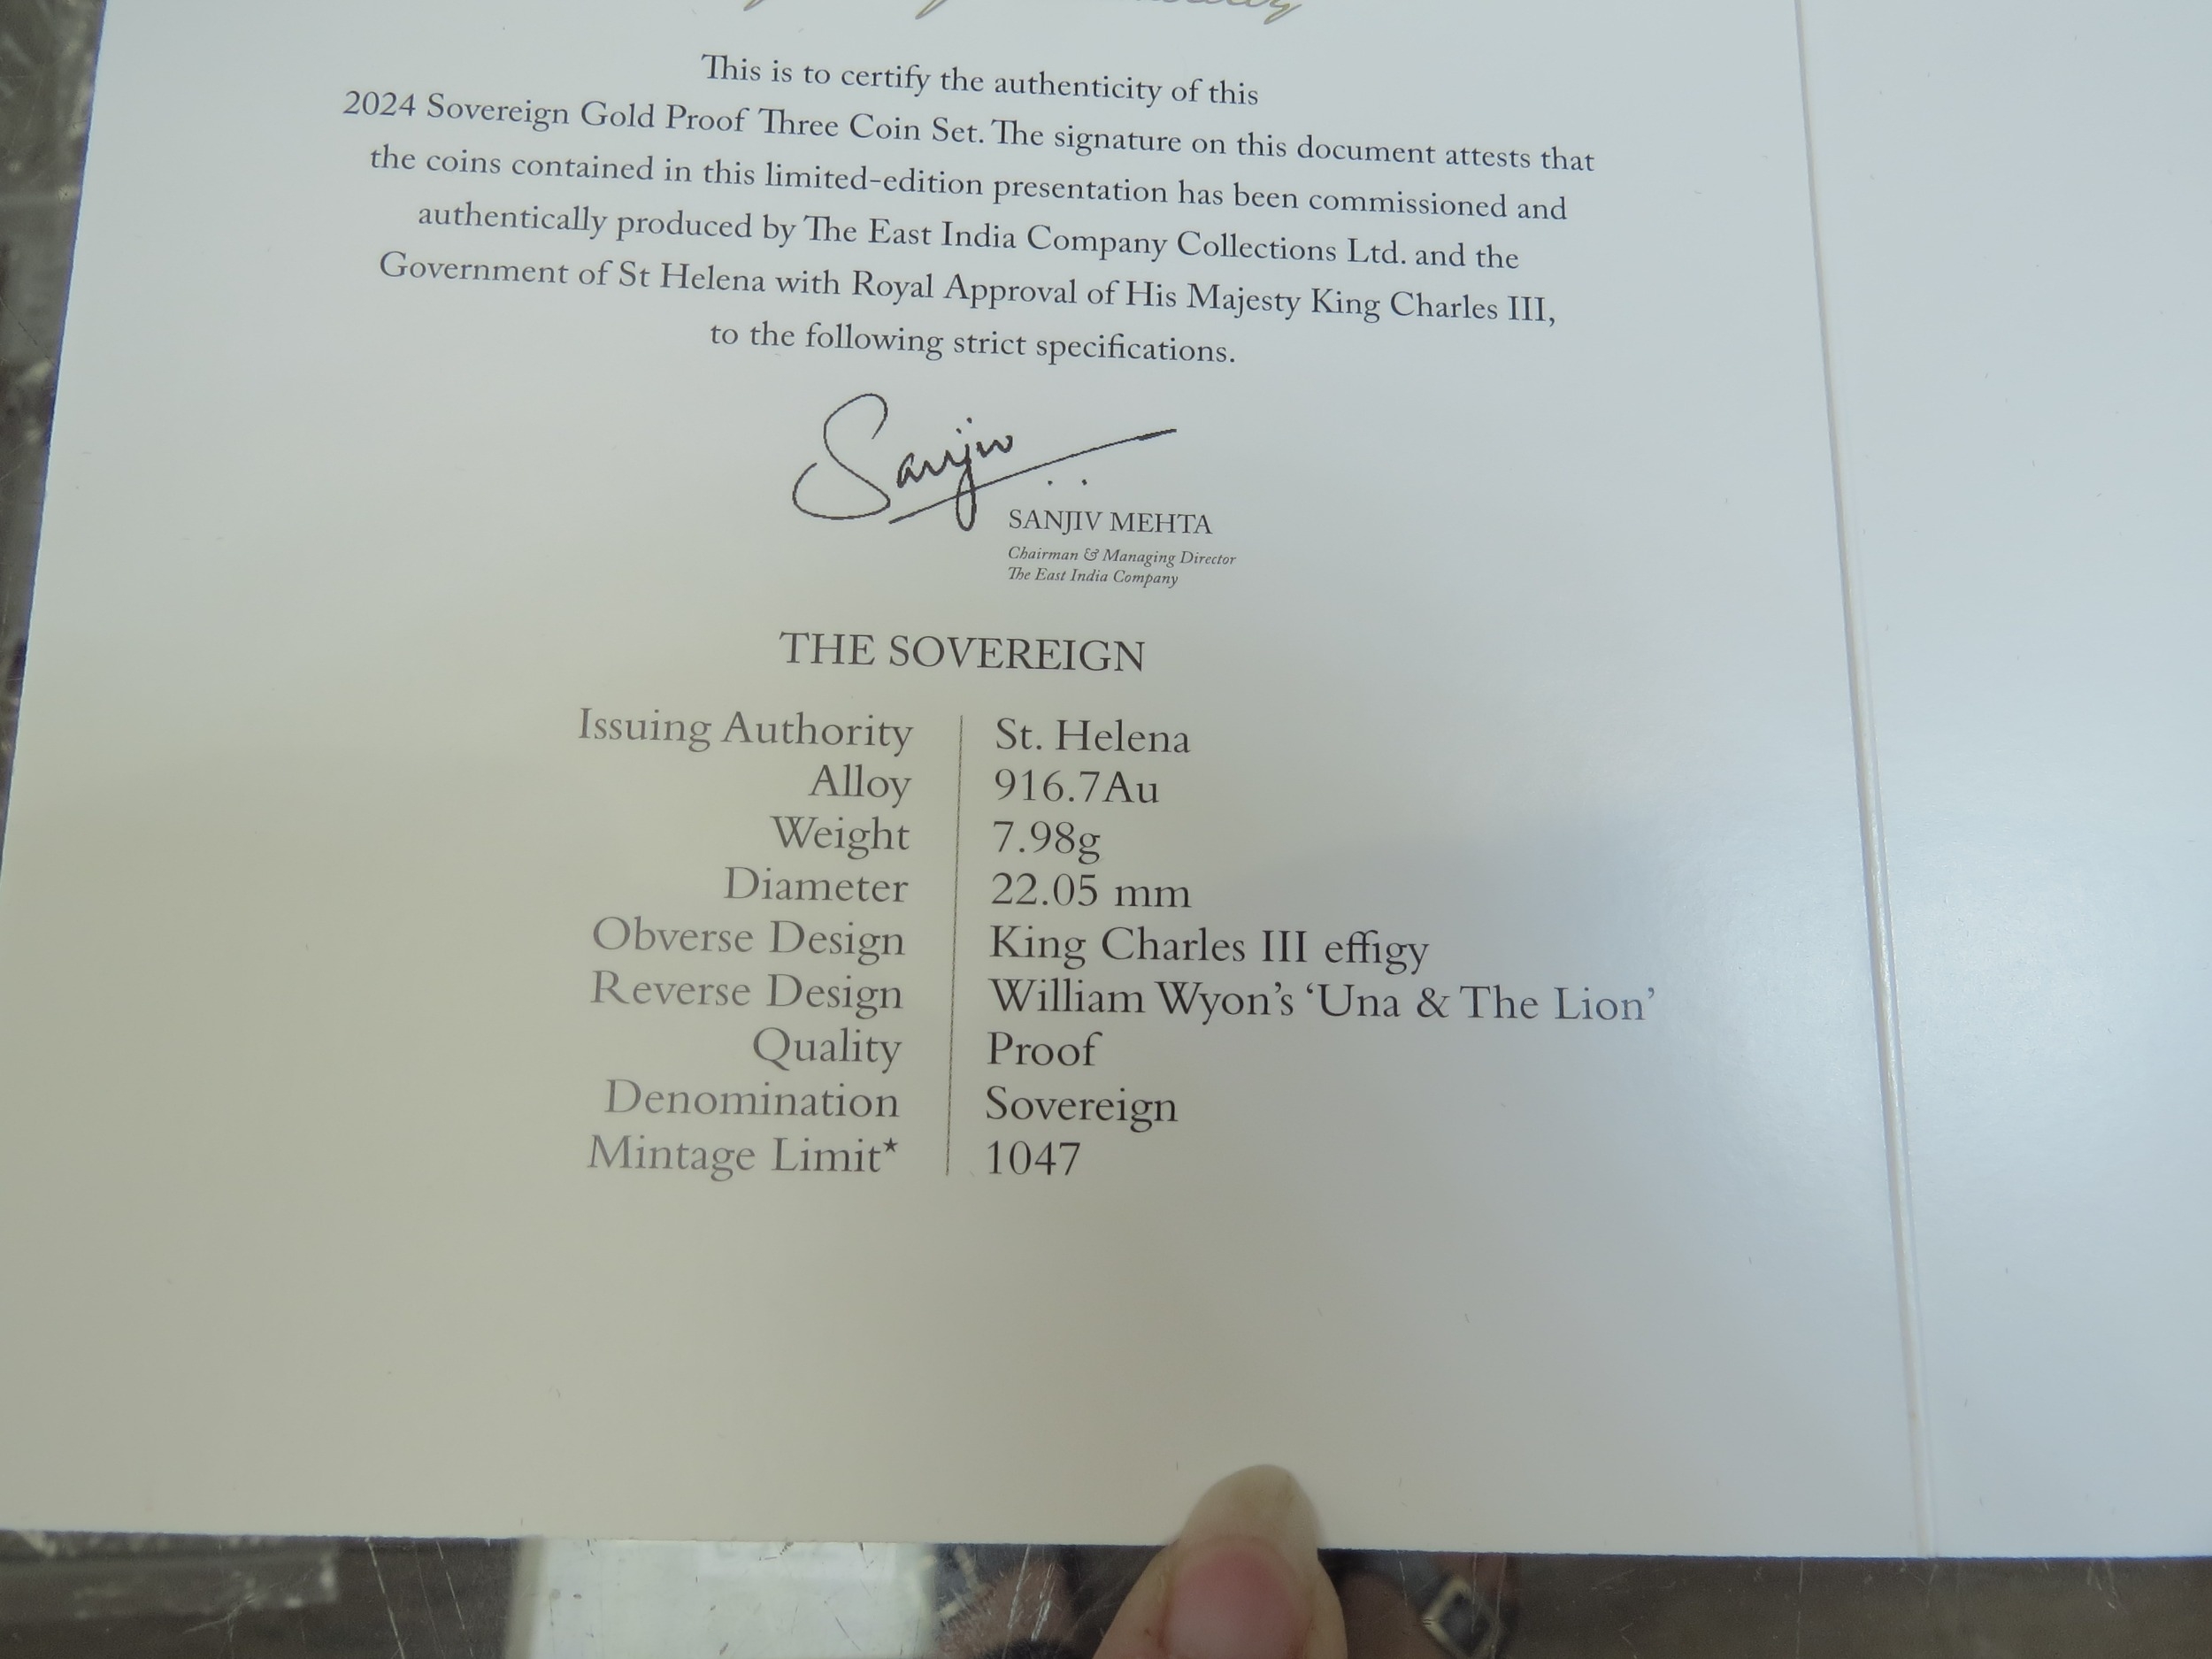 This is to certify the authenticity of this
2024 Sovereign Gold Proof Three Coin Set. The signature on this document attests that
the coins contained in this limited-edition presentation has been commissioned and
authentically produced by The East India Company Collections Ltd. and the
Government of St Helena with Royal Approval of His Majesty King Charles III,
to the following strict specifications.
Sanjiv
SANJIV MEHTA
Chairman & Managing Director
The East India Company
THE SOVEREIGN
Issuing Authority St. Helena
Alloy 916.7Au
Weight 7.98g
Diameter 22.05 mm
Obverse Design King Charles III effigy
Reverse Design William Wyon's ‘Una & The Lion’
Quality Proof
Denomination Sovereign
Mintage Limit★ 1047